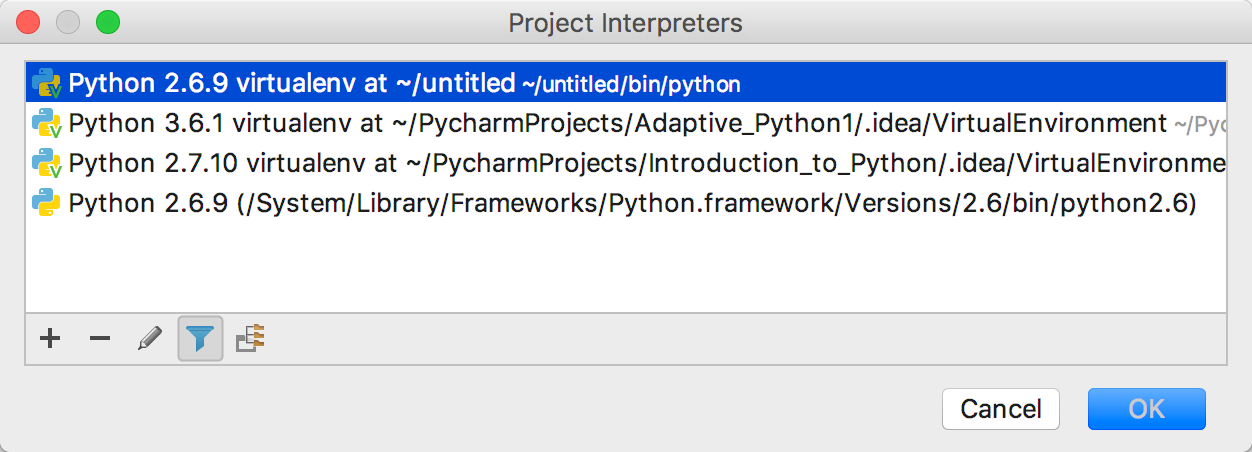 Project Interpreters
Python 2.6.9 virtualenv at ~/untitled ~/untitled/bin/python
Python 3.6.1 virtualenv at ~/PycharmProjects/Adaptive_Python1/.idea/VirtualEnvironment ~/Pyc
Python 2.7.10 virtualenv at ~/PycharmProjects/Introduction_to_Python/.idea/VirtualEnvironme
Python 2.6.9 (/System/Library/Frameworks/Python.framework/Versions/2.6/bin/python2.6)
Cancel OK